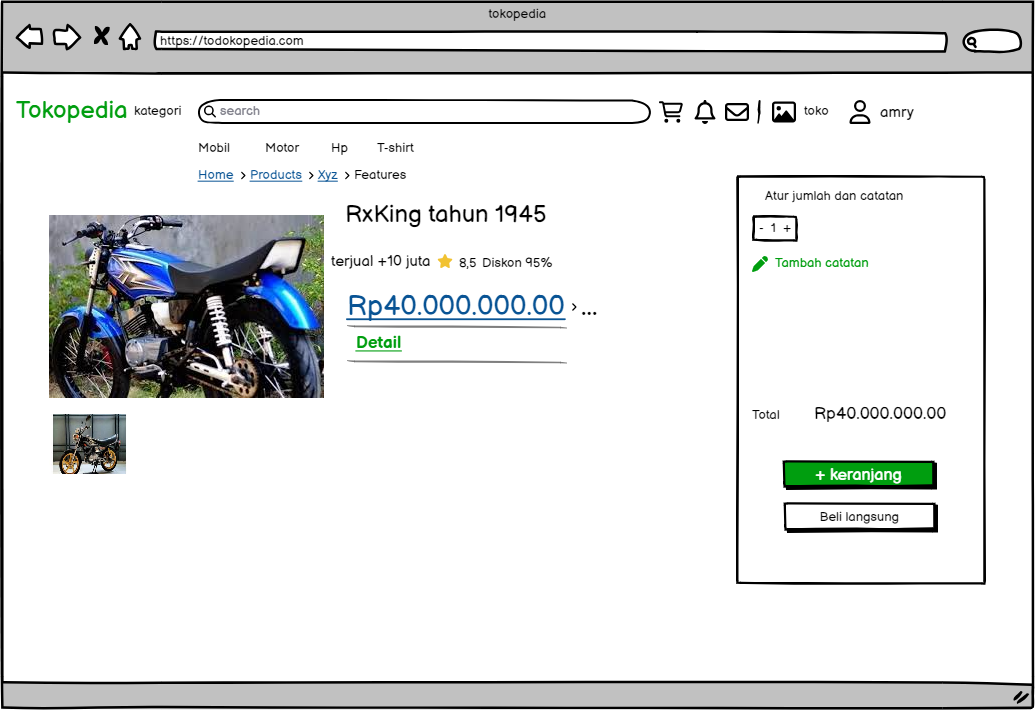 tokopedia
https://todokopedia.com
Tokopedia kategori search toko amry
Mobil Motor Hp T-shirt
Home > Products > Xyz > Features
Atur jumlah dan catatan
RxKing tahun 1945
- 1 +
terjual +10 juta 8,5 Diskon 95%
Tambah catatan
Rp40.000.000.00 > ...
Detail
Total Rp40.000.000.00
+ keranjang
Beli langsung